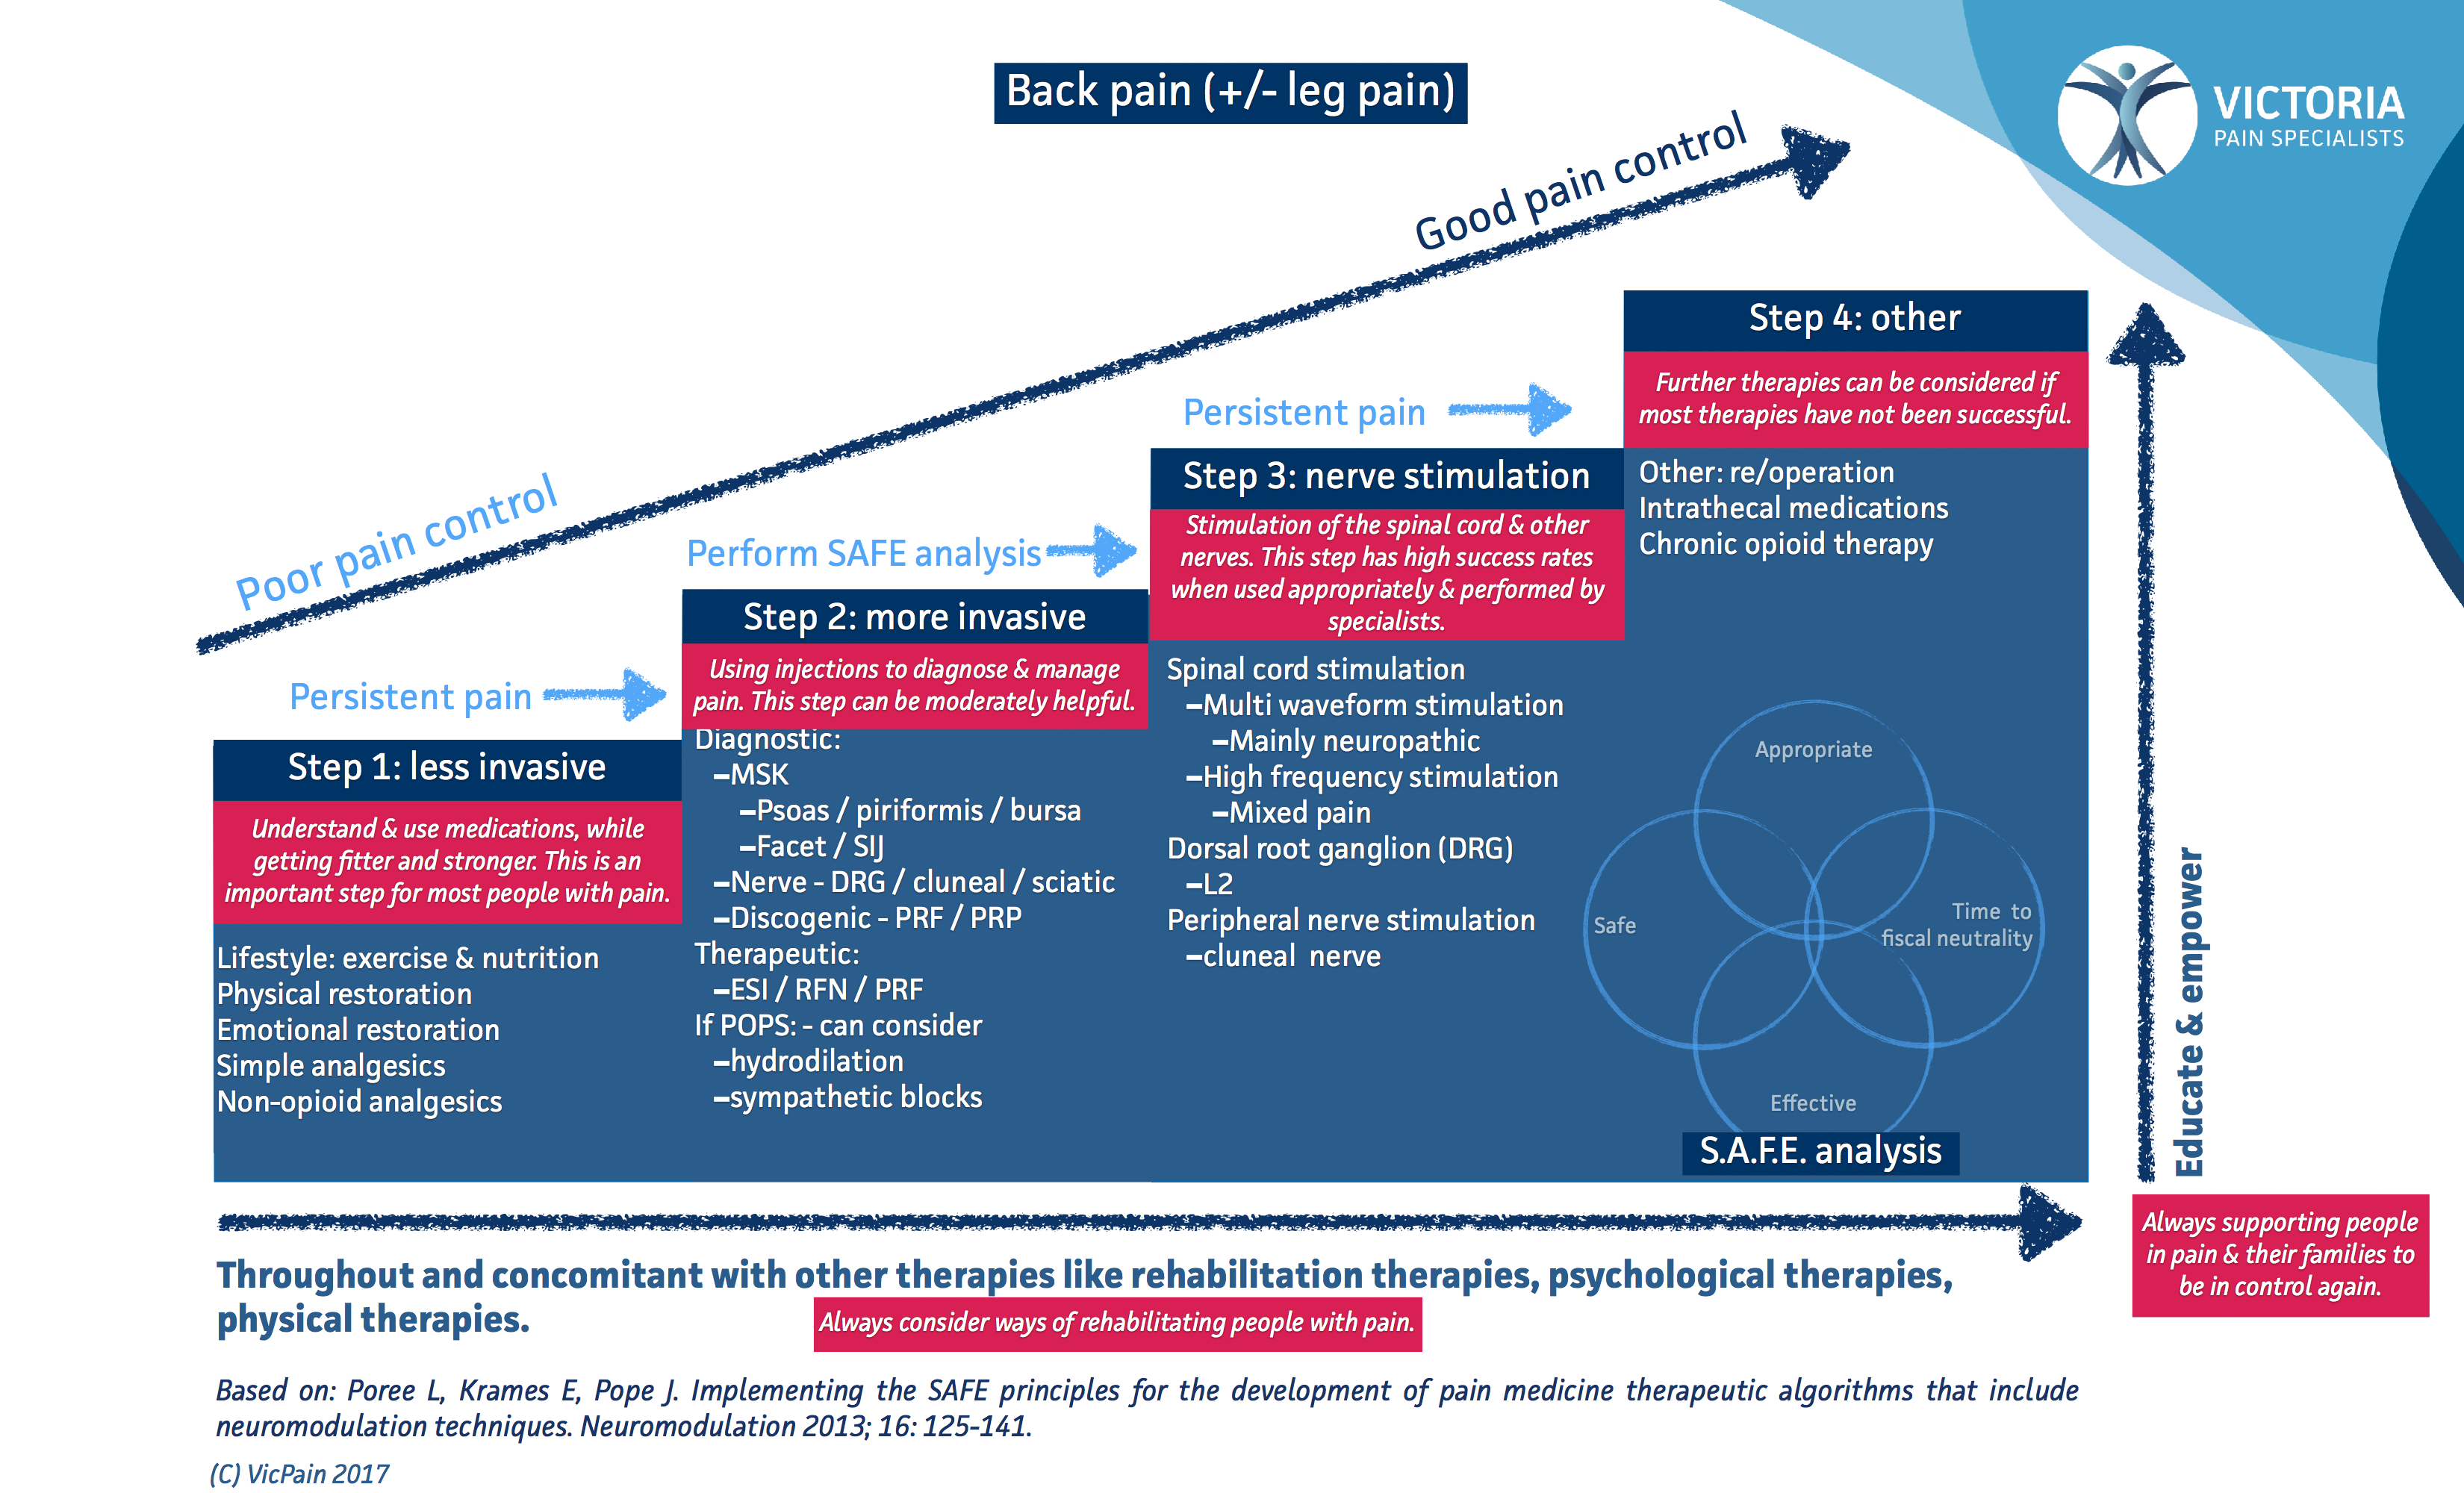 Back pain (+/- leg pain)
VICTORIA
PAIN SPECIALISTS
Good pain control
Poor pain control
Persistent pain
Step 1: less invasive
Understand & use medications, while
getting fitter and stronger. This is an
important step for most people with pain.
Lifestyle: exercise & nutrition
Physical restoration
Emotional restoration
Simple analgesics
Non-opioid analgesics
Perform SAFE analysis
Step 2: more invasive
Using injections to diagnose & manage
pain. This step can be moderately helpful.
Diagnostic:
–MSK
–Psoas / piriformis / bursa
–Facet / SIJ
–Nerve - DRG / cluneal / sciatic
–Discogenic - PRF / PRP
Therapeutic:
–ESI / RFN / PRF
If POPS: - can consider
–hydrodilation
–sympathetic blocks
Persistent pain
Step 3: nerve stimulation
Stimulation of the spinal cord & other
nerves. This step has high success rates
when used appropriately & performed by
specialists.
Spinal cord stimulation
–Multi waveform stimulation
–Mainly neuropathic
–High frequency stimulation
–Mixed pain
Dorsal root ganglion (DRG)
–L2
Peripheral nerve stimulation
–cluneal nerve
Step 4: other
Further therapies can be considered if
most therapies have not been successful.
Other: re/operation
Intrathecal medications
Chronic opioid therapy
Appropriate
Safe
Time to
fiscal neutrality
Effective
S.A.F.E. analysis
Educate & empower
Always supporting people
in pain & their families to
be in control again.
Throughout and concomitant with other therapies like rehabilitation therapies, psychological therapies,
physical therapies.
Always consider ways of rehabilitating people with pain.
Based on: Poree L, Krames E, Pope J. Implementing the SAFE principles for the development of pain medicine therapeutic algorithms that include
neuromodulation techniques. Neuromodulation 2013; 16: 125-141.
(C) VicPain 2017